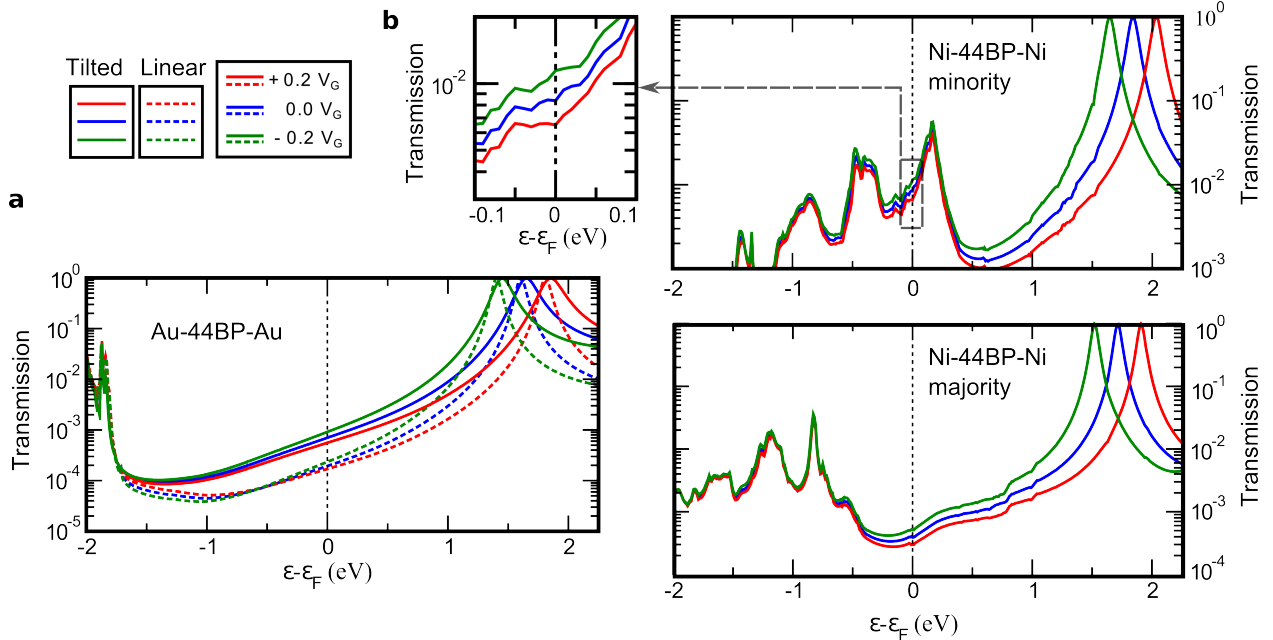 Tilted Linear
+ 0.2 V_G
0.0 V_G
- 0.2 V_G
a
Au-44BP-Au
Transmission
10^0
10^-1
10^-2
10^-3
10^-4
10^-5
-2 -1 0 1 2
ε-ε_F (eV)
b
Transmission
10^-2
-0.1 0 0.1
ε-ε_F (eV)
Ni-44BP-Ni
minority
Transmission
10^0
10^-1
10^-2
10^-3
-2 -1 0 1 2
Ni-44BP-Ni
majority
Transmission
10^0
10^-1
10^-2
10^-3
10^-4
-2 -1 0 1 2
ε-ε_F (eV)